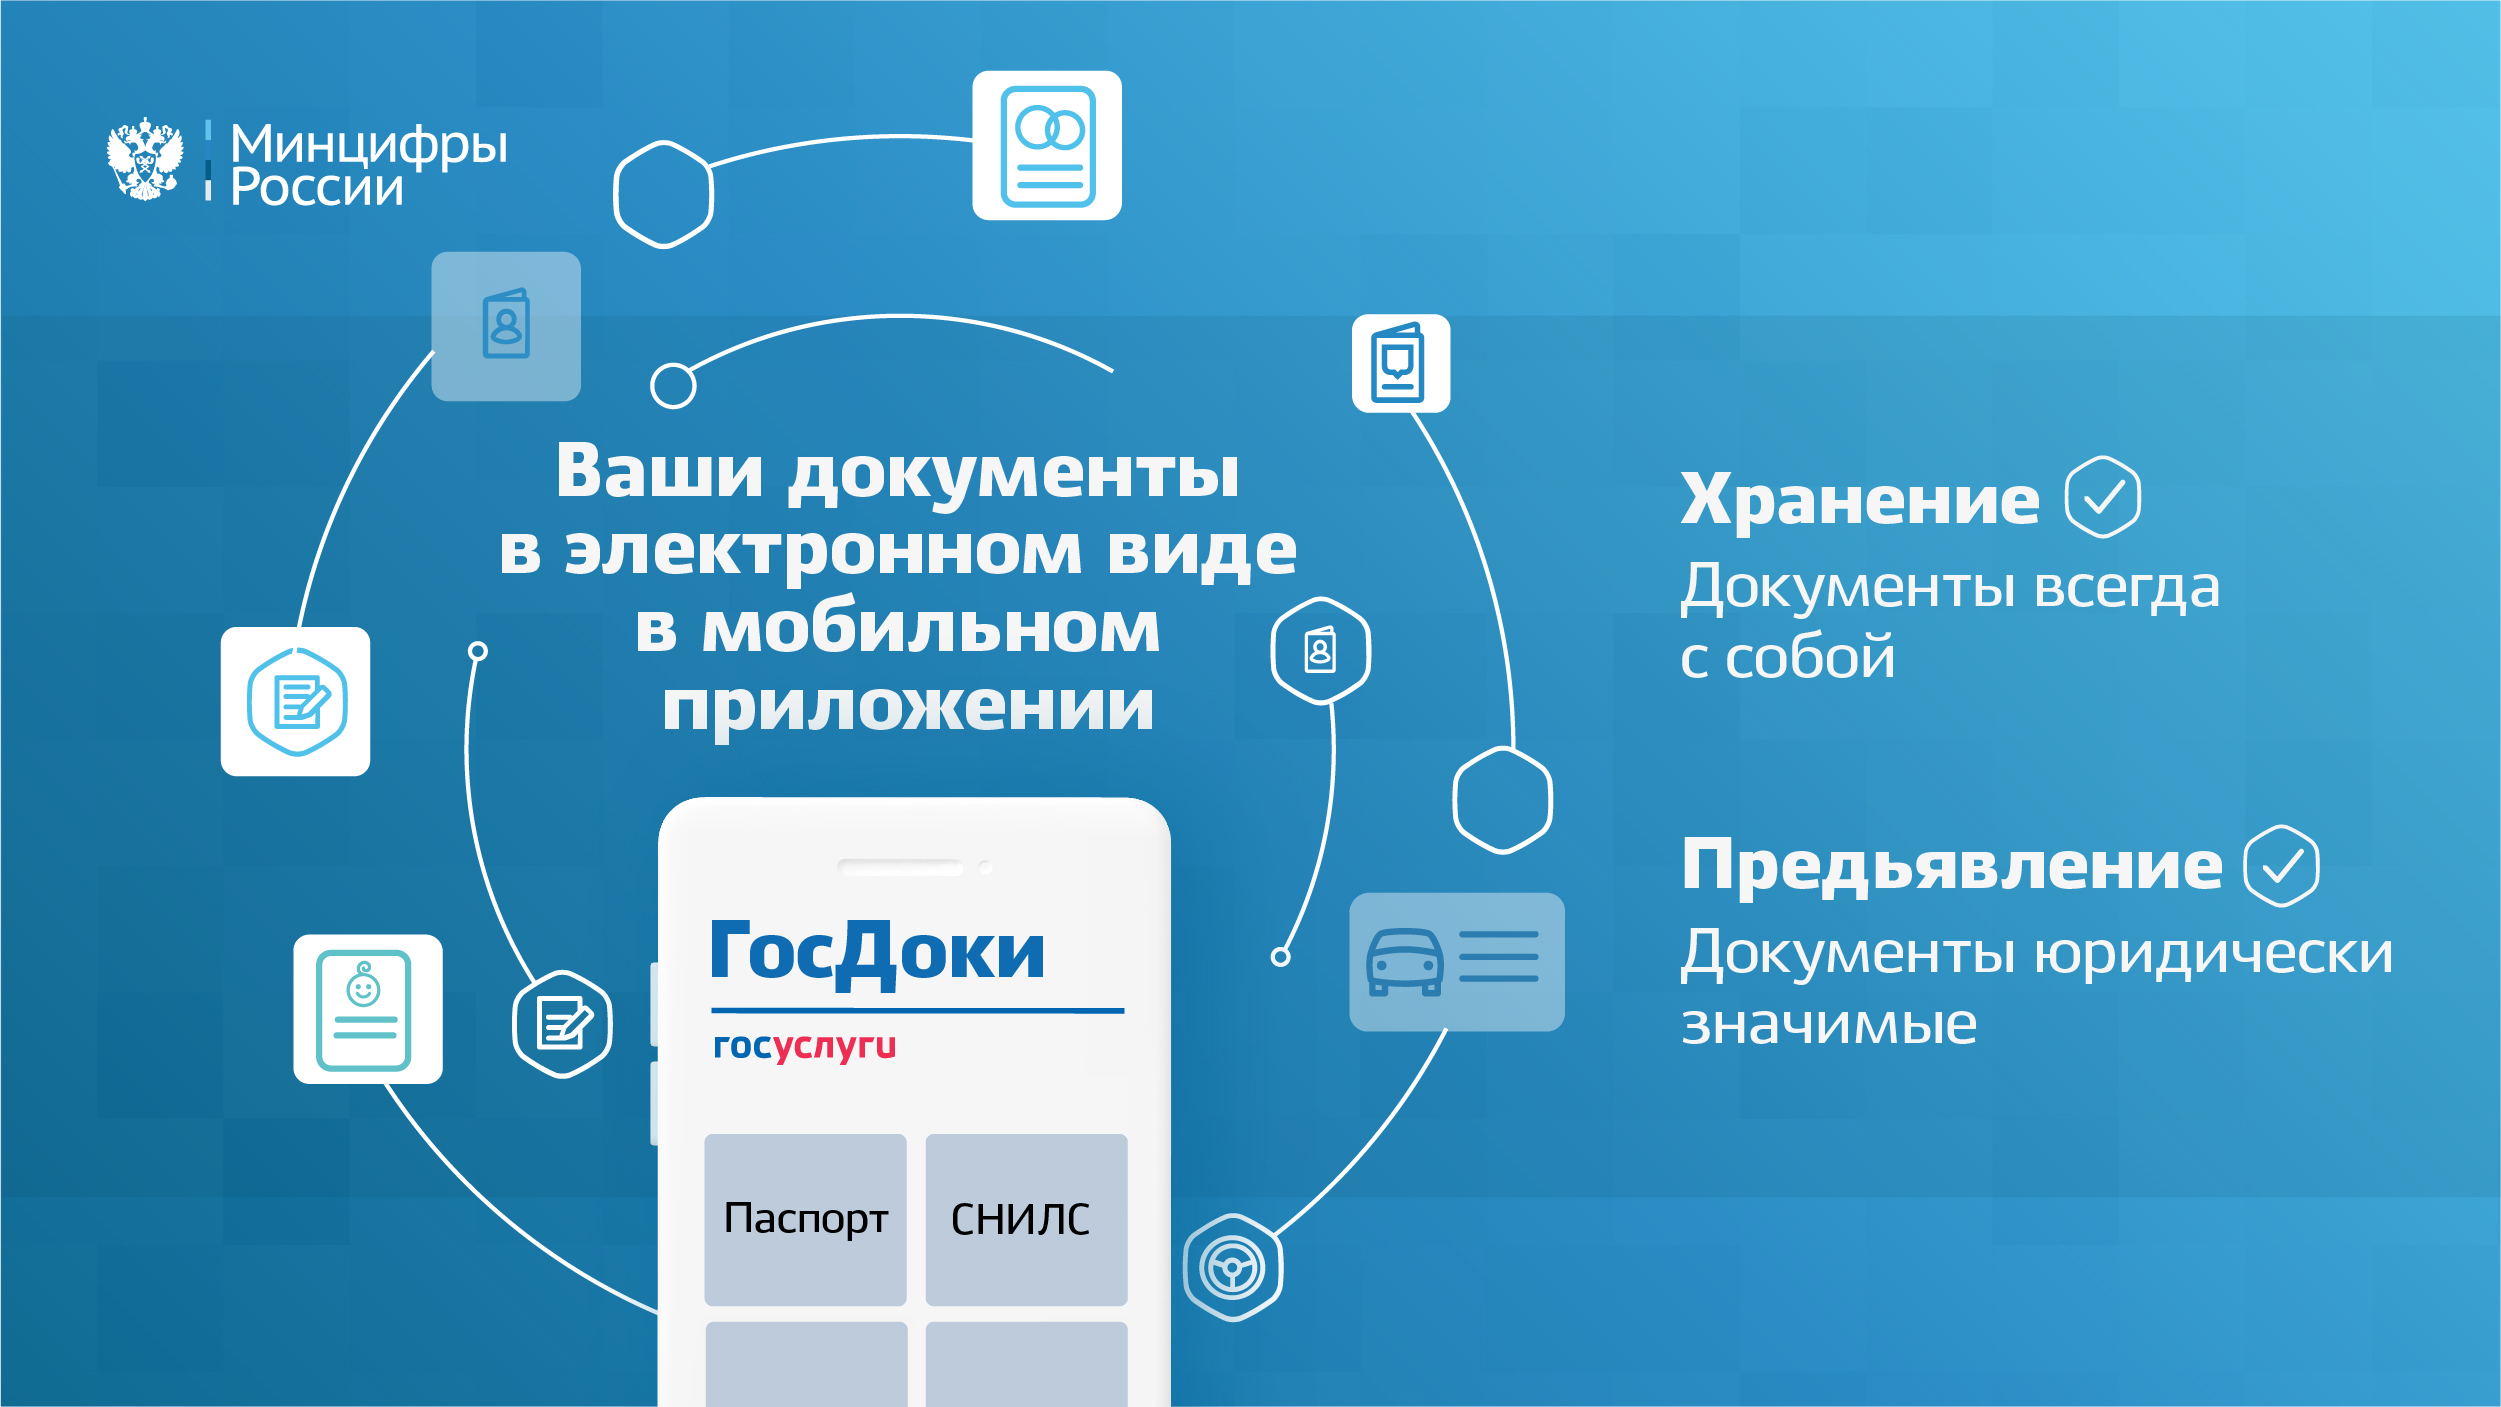 Минцифры
России
Ваши документы
в электронном виде
в мобильном
приложении
Хранение
Документы всегда
с собой
Предьявление
Документы юридически
значимые
ГосДоки
госуслуги
Паспорт
СНИЛС